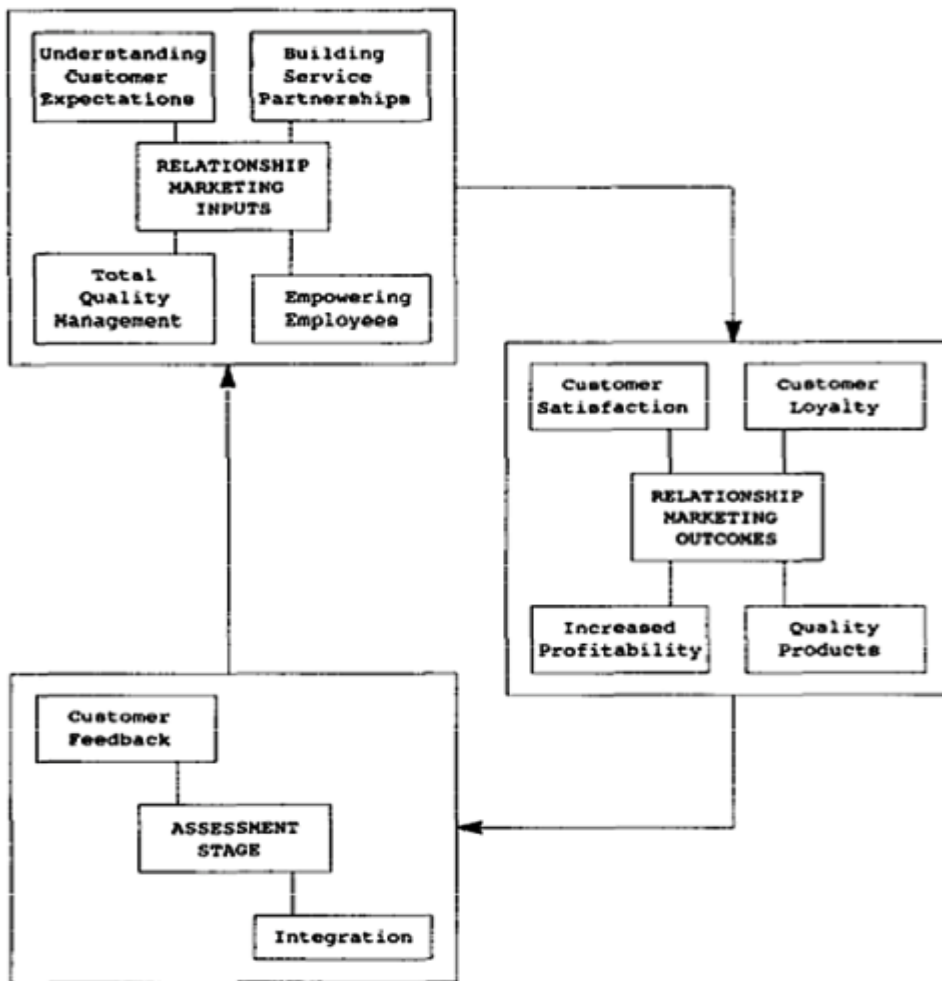 Understanding
Customer
Expectations
Building
Service
Partnerships
RELATIONSHIP
MARKETING
INPUTS
Total
Quality
Management
Empowering
Employees
Customer
Satisfaction
Customer
Loyalty
RELATIONSHIP
MARKETING
OUTCOMES
Increased
Profitability
Quality
Products
Customer
Feedback
ASSESSMENT
STAGE
Integration